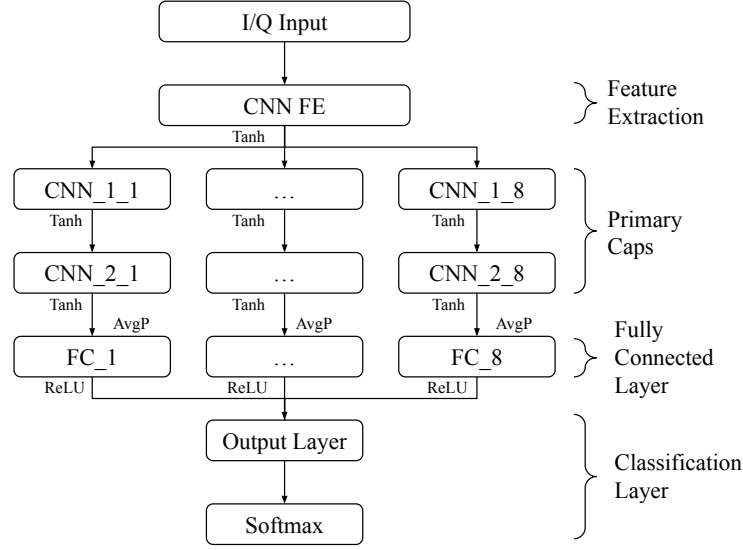 I/Q Input
CNN FE
Feature
Extraction
Tanh
CNN_1_1
...
CNN_1_8
Tanh
Tanh
Tanh
Primary
Caps
CNN_2_1
...
CNN_2_8
Tanh
Tanh
Tanh
AvgP
AvgP
AvgP
FC_1
...
FC_8
Fully
Connected
Layer
ReLU
ReLU
ReLU
Output Layer
Classification
Layer
Softmax